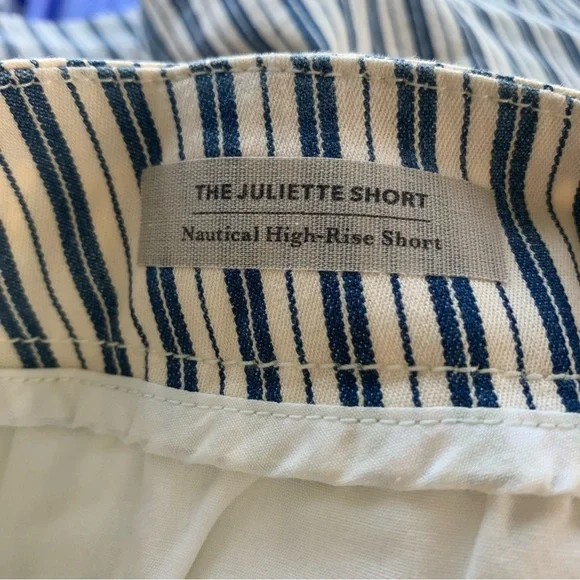 THE JULIETTE SHORT
Nautical High-Rise Short